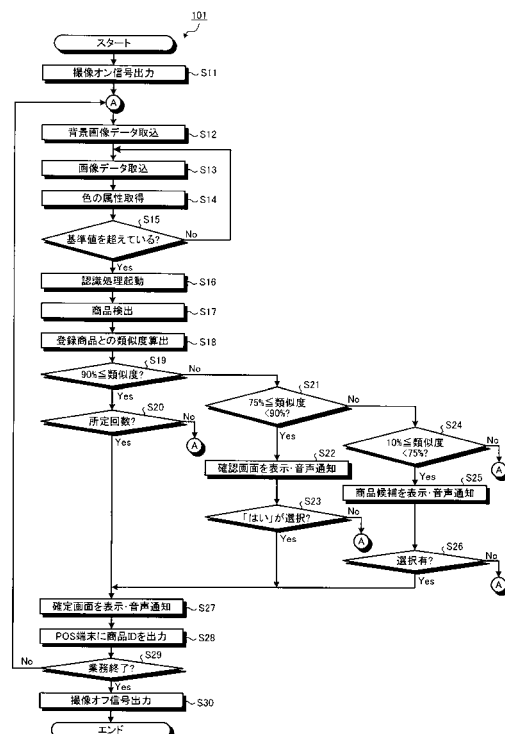 101
スタート
撮像オン信号出力
S11
A
背景画像データ取込
S12
画像データ取込
S13
色の属性取得
S14
S15
基準値を超えている?
No
Yes
認識処理起動
S16
商品検出
S17
登録商品との類似度算出
S18
S19
90%≦類似度?
No
Yes
S20
所定回数?
No
A
Yes
S21
75%≦類似度
<90%?
No
Yes
S22
確認画面を表示・音声通知
S23
「はい」が選択?
No
A
Yes
S24
10%≦類似度
<75%?
No
A
Yes
S25
商品候補を表示・音声通知
S26
選択有?
No
A
Yes
確定画面を表示・音声通知
S27
POS端末に商品IDを出力
S28
S29
業務終了?
No
Yes
撮像オフ信号出力
S30
エンド